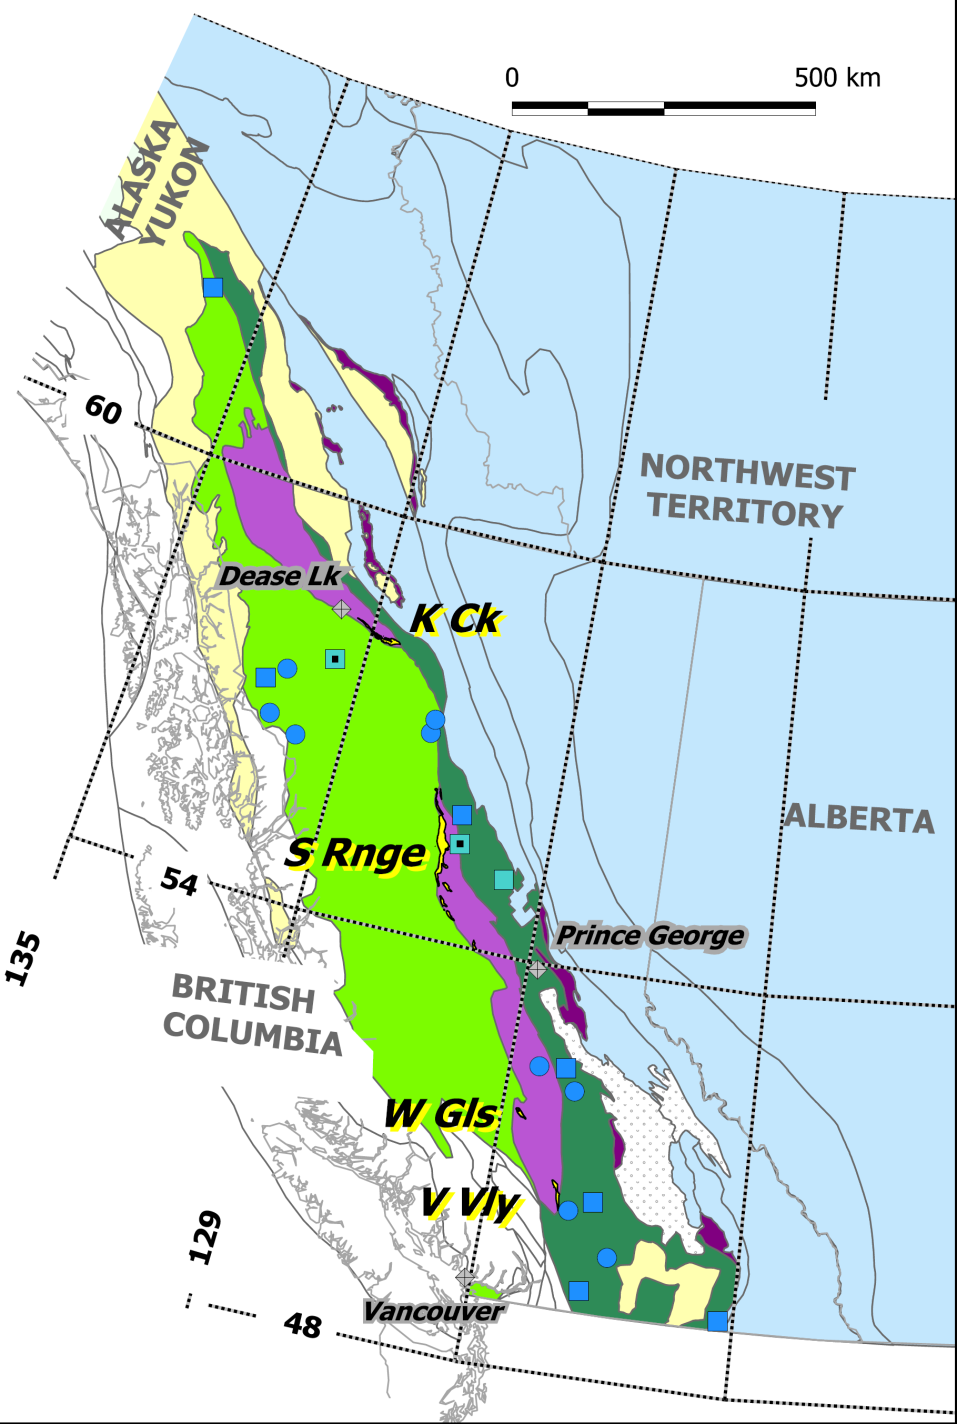 0 500 km
ALASKA
YUKON
60
NORTHWEST
TERRITORY
Dease Lk
K Ck
ALBERTA
S Rnge
54
Prince George
135
BRITISH
COLUMBIA
W Gls
V Vly
129
Vancouver
48